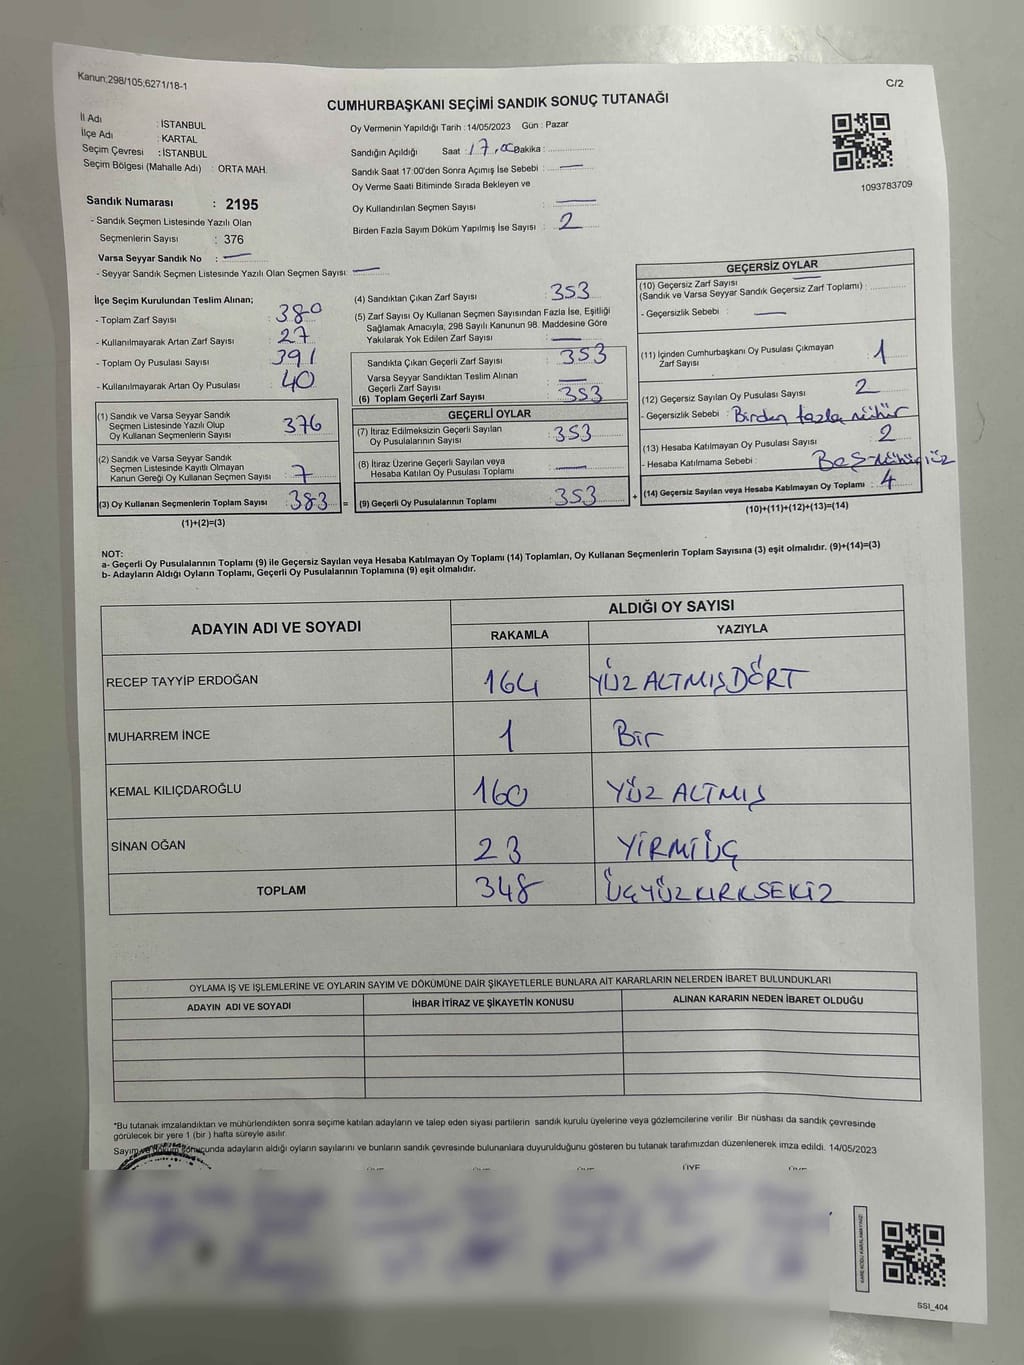 Kanun;298/105;6271/18-1
C/2
CUMHURBAŞKANI SEÇİMİ SANDIK SONUÇ TUTANAĞI
İl Adı : İSTANBUL
İlçe Adı : KARTAL
Seçim Çevresi : İSTANBUL
Seçim Bölgesi (Mahalle Adı) : ORTA MAH.
Sandık Numarası : 2195
- Sandık Seçmen Listesinde Yazılı Olan
Seçmenlerin Sayısı : 376
Varsa Seyyar Sandık No : —
- Seyyar Sandık Seçmen Listesinde Yazılı Olan Seçmen Sayısı: —
Oy Vermenin Yapıldığı Tarih : 14/05/2023 Gün : Pazar
Sandığın Açıldığı Saat : 17.00 Dakika :
Sandık Saat 17:00'den Sonra Açımış İse Sebebi : —
Oy Verme Saati Bitiminde Sırada Bekleyen ve
Oy Kullandırılan Seçmen Sayısı —
Birden Fazla Sayım Döküm Yapılmış İse Sayısı : 2
1093783709
İlçe Seçim Kurulundan Teslim Alınan;
- Toplam Zarf Sayısı : 380
- Kullanılmayarak Artan Zarf Sayısı : 27
- Toplam Oy Pusulası Sayısı : 391
- Kullanılmayarak Artan Oy Pusulası : 40
(1) Sandık ve Varsa Seyyar Sandık
Seçmen Listesinde Yazılı Olup
Oy Kullanan Seçmenlerin Sayısı : 376
(2) Sandık ve Varsa Seyyar Sandık
Seçmen Listesinde Kayıtlı Olmayan
Kanun Gereği Oy Kullanan Seçmen Sayısı : 7
(3) Oy Kullanan Seçmenlerin Toplam Sayısı : 383 =
(1)+(2)=(3)
(4) Sandıktan Çıkan Zarf Sayısı : 353
(5) Zarf Sayısı Oy Kullanan Seçmen Sayısından Fazla İse, Eşitliği
Sağlamak Amacıyla; 298 Sayılı Kanunun 98. Maddesine Göre
Yakılarak Yok Edilen Zarf Sayısı : —
Sandıkta Çıkan Geçerli Zarf Sayısı : 353
Varsa Seyyar Sandıktan Teslim Alınan
Geçerli Zarf Sayısı : —
(6) Toplam Geçerli Zarf Sayısı : 353
GEÇERLİ OYLAR
(7) İtiraz Edilmeksizin Geçerli Sayılan
Oy Pusulalarının Sayısı : 353
(8) İtiraz Üzerine Geçerli Sayılan veya
Hesaba Katılan Oy Pusulası Toplamı : —
(9) Geçerli Oy Pusulalarının Toplamı : 353 +
GEÇERSİZ OYLAR
(10) Geçersiz Zarf Sayısı
(Sandık ve Varsa Seyyar Sandık Geçersiz Zarf Toplamı) : —
- Geçersizlik Sebebi : —
(11) İçinden Cumhurbaşkanı Oy Pusulası Çıkmayan
Zarf Sayısı : 1
(12) Geçersiz Sayılan Oy Pusulası Sayısı : 2
- Geçersizlik Sebebi : Birden fazla mühür
(13) Hesaba Katılmayan Oy Pusulası Sayısı : 2
- Hesaba Katılmama Sebebi :
(14) Geçersiz Sayılan veya Hesaba Katılmayan Oy Toplamı : 4
(10)+(11)+(12)+(13)=(14)
NOT:
a- Geçerli Oy Pusulalarının Toplamı (9) ile Geçersiz Sayılan veya Hesaba Katılmayan Oy Toplamı (14) Toplamları, Oy Kullanan Seçmenlerin Toplam Sayısına (3) eşit olmalıdır. (9)+(14)=(3)
b- Adayların Aldığı Oyların Toplamı, Geçerli Oy Pusulalarının Toplamına (9) eşit olmalıdır.
ADAYIN ADI VE SOYADI
ALDIĞI OY SAYISI
RAKAMLA YAZIYLA
RECEP TAYYİP ERDOĞAN 164 YÜZ ALTMIŞ DÖRT
MUHARREM İNCE 1 Bir
KEMAL KILIÇDAROĞLU 160 YÜZ ALTMIŞ
SİNAN OĞAN 23 YİRMİÜÇ
TOPLAM 348 ÜÇYÜZKIRKSEKİZ
OYLAMA İŞ VE İŞLEMLERİNE VE OYLARIN SAYIM VE DÖKÜMÜNE DAİR ŞİKAYETLERLE BUNLARA AİT KARARLARIN NELERDEN İBARET BULUNDUKLARI
ADAYIN ADI VE SOYADI İHBAR İTİRAZ VE ŞİKAYETİN KONUSU ALINAN KARARIN NEDEN İBARET OLDUĞU
*Bu tutanak imzalandıktan ve mühürlendikten sonra seçime katılan adayların ve talep eden siyasi partilerin sandık kurulu üyelerine veya gözlemcilerine verilir. Bir nüshası da sandık çevresinde
görülecek bir yere 1 (bir) hafta süreyle asılır.
Sayım ve döküm sonucunda adayların aldığı oyların sayılarını ve bunların sandık çevresinde bulunanlara duyurulduğunu gösteren bu tutanak tarafımızdan düzenlenerek imza edildi. 14/05/2023
ÜYE
KARE KODU KARALAMAYINIZ!
SSI_404